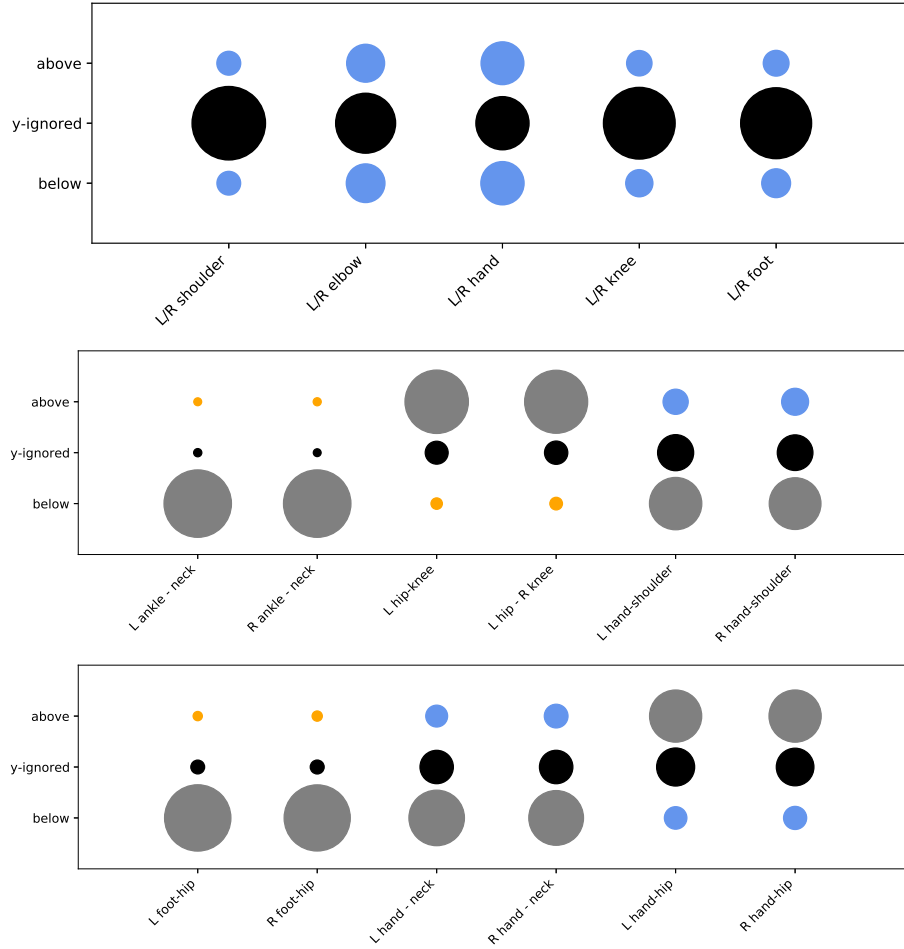 above
y-ignored
below
L/R shoulder
L/R elbow
L/R hand
L/R knee
L/R foot
above
y-ignored
below
L ankle - neck
R ankle - neck
L hip-knee
L hip - R knee
L hand-shoulder
R hand-shoulder
above
y-ignored
below
L foot-hip
R foot-hip
L hand - neck
R hand - neck
L hand-hip
R hand-hip